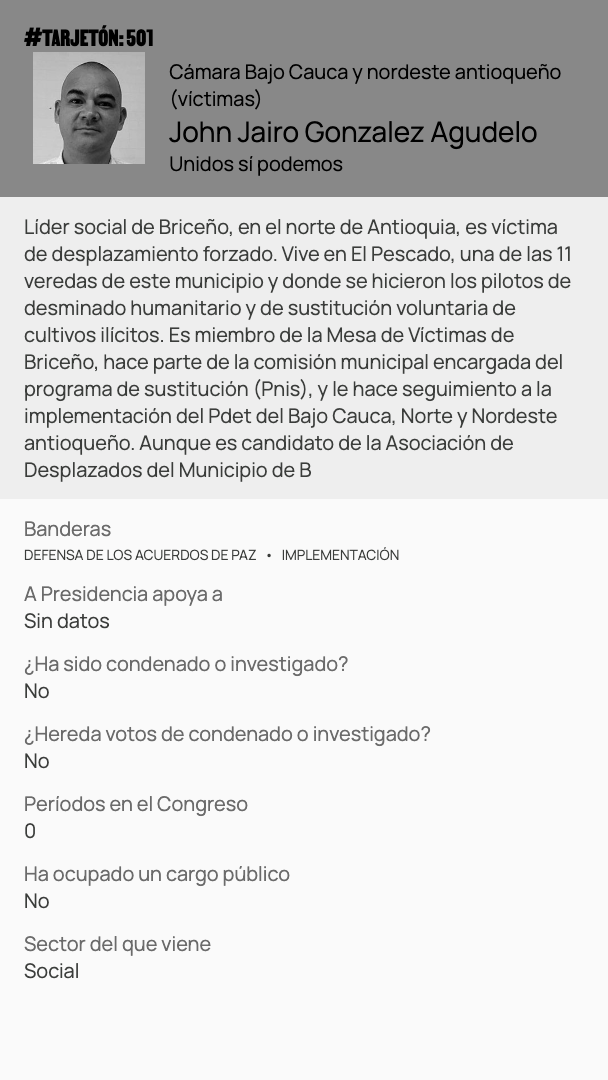 #TARJETÓN: 501
Cámara Bajo Cauca y nordeste antioqueño
(víctimas)
John Jairo Gonzalez Agudelo
Unidos sí podemos
Líder social de Briceño, en el norte de Antioquia, es víctima
de desplazamiento forzado. Vive en El Pescado, una de las 11
veredas de este municipio y donde se hicieron los pilotos de
desminado humanitario y de sustitución voluntaria de
cultivos ilícitos. Es miembro de la Mesa de Víctimas de
Briceño, hace parte de la comisión municipal encargada del
programa de sustitución (Pnis), y le hace seguimiento a la
implementación del Pdet del Bajo Cauca, Norte y Nordeste
antioqueño. Aunque es candidato de la Asociación de
Desplazados del Municipio de B
Banderas
DEFENSA DE LOS ACUERDOS DE PAZ • IMPLEMENTACIÓN
A Presidencia apoya a
Sin datos
¿Ha sido condenado o investigado?
No
¿Hereda votos de condenado o investigado?
No
Períodos en el Congreso
0
Ha ocupado un cargo público
No
Sector del que viene
Social